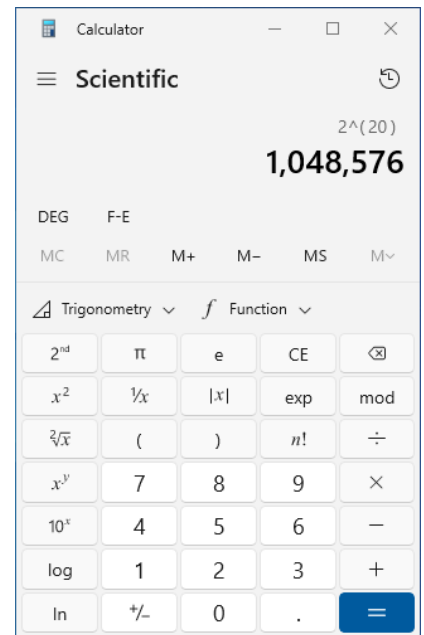 Calculator
Scientific
2^(20)
1,048,576
DEG F-E
MC MR M+ M− MS M
Trigonometry f Function
2ⁿᵈ π e CE
x² ¹/x |x| exp mod
²√x ( ) n! ÷
xʸ 7 8 9 ×
10ˣ 4 5 6 −
log 1 2 3 +
ln +/− 0 . =